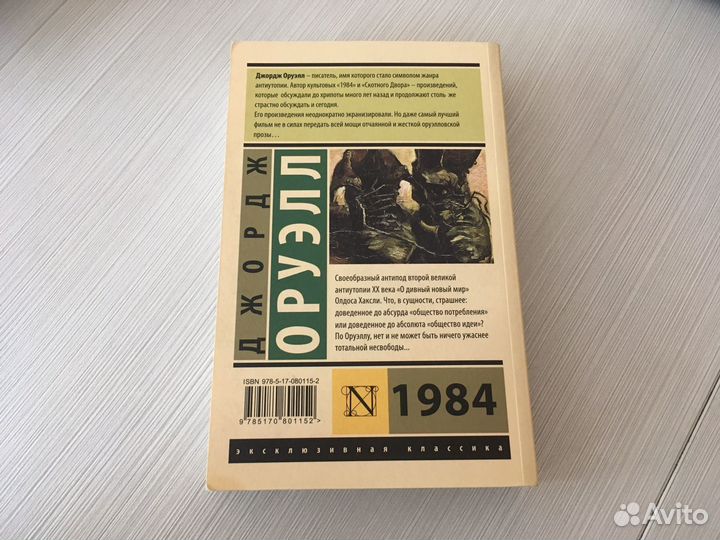 Джордж Оруэлл – писатель, имя которого стало символом жанра
антиутопии. Автор культовых «1984» и «Скотного Двора» – произведений,
которые обсуждали до хрипоты много лет назад и продолжают столь же
страстно обсуждать и сегодня.
Его произведения неоднократно экранизировали. Но даже самый лучший
фильм не в силах передать всей мощи отчаянной и жесткой оруэлловской
прозы…
ДЖОРДЖ
ОРУЭЛЛ
Своеобразный антипод второй великой
антиутопии XX века «О дивный новый мир»
Олдоса Хаксли. Что, в сущности, страшнее:
доведенное до абсурда «общество потребления»
или доведенное до абсолюта «общество идеи»?
По Оруэллу, нет и не может быть ничего ужаснее
тотальной несвободы...
ISBN 978-5-17-080115-2
9 785170 801152 >
N
1984
эксклюзивная классика
Avito